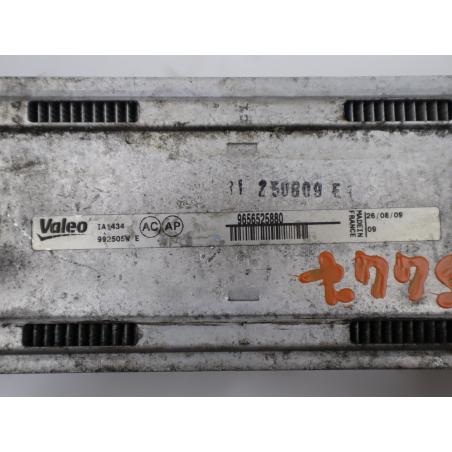 31 250809 E
Valeo
IA1434
992505W E
AC AP
9656525880
MADE IN
FRANCE
26/08/09
09